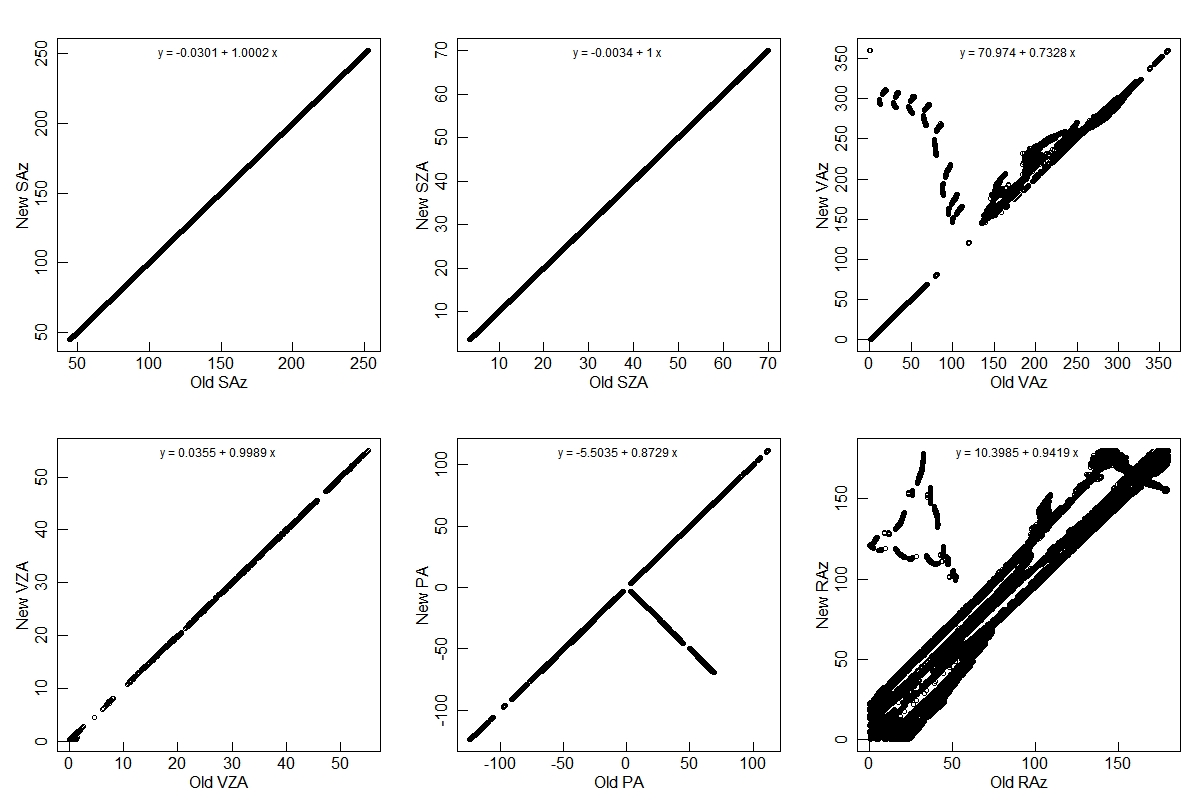 y = -0.0301 + 1.0002 x
New SAz
50 100 150 200 250
50 100 150 200 250
Old SAz
y = -0.0034 + 1 x
New SZA
10 20 30 40 50 60 70
10 20 30 40 50 60 70
Old SZA
y = 70.974 + 0.7328 x
New VAz
0 50 100 150 200 250 300 350
0 50 100 150 200 250 300 350
Old VAz
y = 0.0355 + 0.9989 x
New VZA
0 10 20 30 40 50
0 10 20 30 40 50
Old VZA
y = -5.5035 + 0.8729 x
New PA
-100 -50 0 50 100
-100 -50 0 50 100
Old PA
y = 10.3985 + 0.9419 x
New RAz
0 50 100 150
0 50 100 150
Old RAz